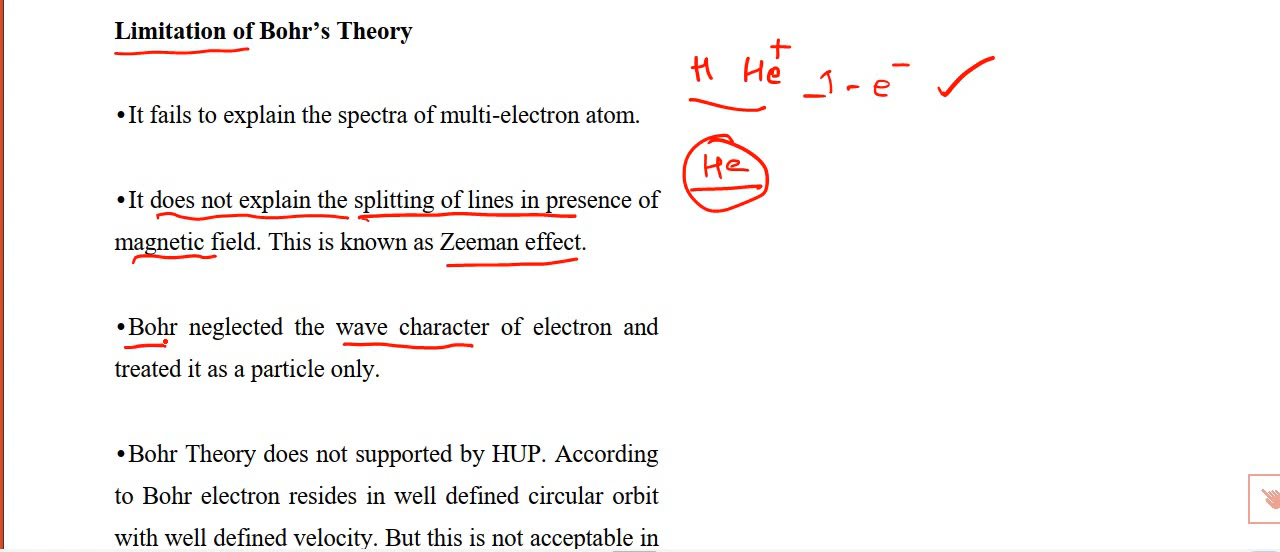 Limitation of Bohr’s Theory
H He+ 1-e-
•It fails to explain the spectra of multi-electron atom.
He
•It does not explain the splitting of lines in presence of
magnetic field. This is known as Zeeman effect.
•Bohr neglected the wave character of electron and
treated it as a particle only.
•Bohr Theory does not supported by HUP. According
to Bohr electron resides in well defined circular orbit
with well defined velocity. But this is not acceptable in